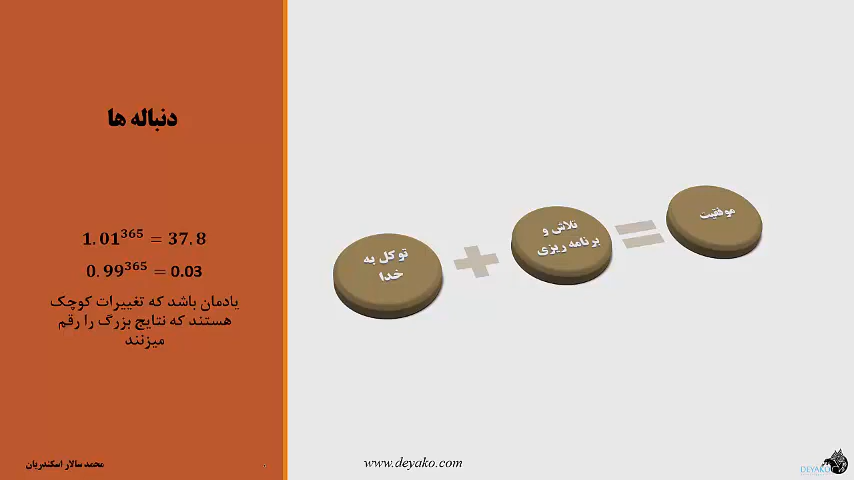 دنباله ها
1.01^365 = 37.8
0.99^365 = 0.03
یادمان باشد که تغییرات کوچک
هستند که نتایج بزرگ را رقم
میزنند
توکل به
خدا
+
تلاش و
برنامه ریزی
=
موفقیت
محمد سالار اسکندریان
www.deyako.com
DEYAKO